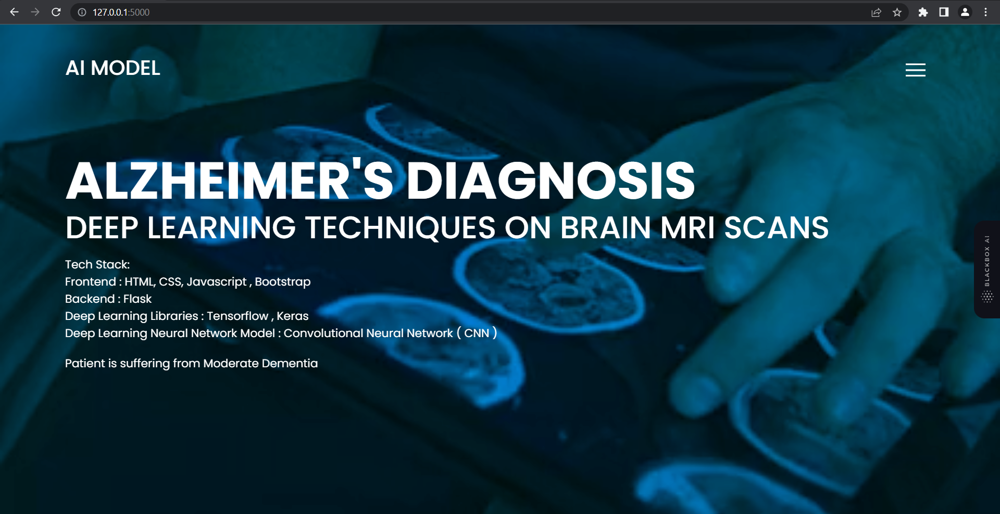 127.0.0.1:5000
AI MODEL
ALZHEIMER'S DIAGNOSIS
DEEP LEARNING TECHNIQUES ON BRAIN MRI SCANS
Tech Stack:
Frontend : HTML, CSS, Javascript , Bootstrap
Backend : Flask
Deep Learning Libraries : Tensorflow , Keras
Deep Learning Neural Network Model : Convolutional Neural Network ( CNN )
Patient is suffering from Moderate Dementia
BLACKBOX AI